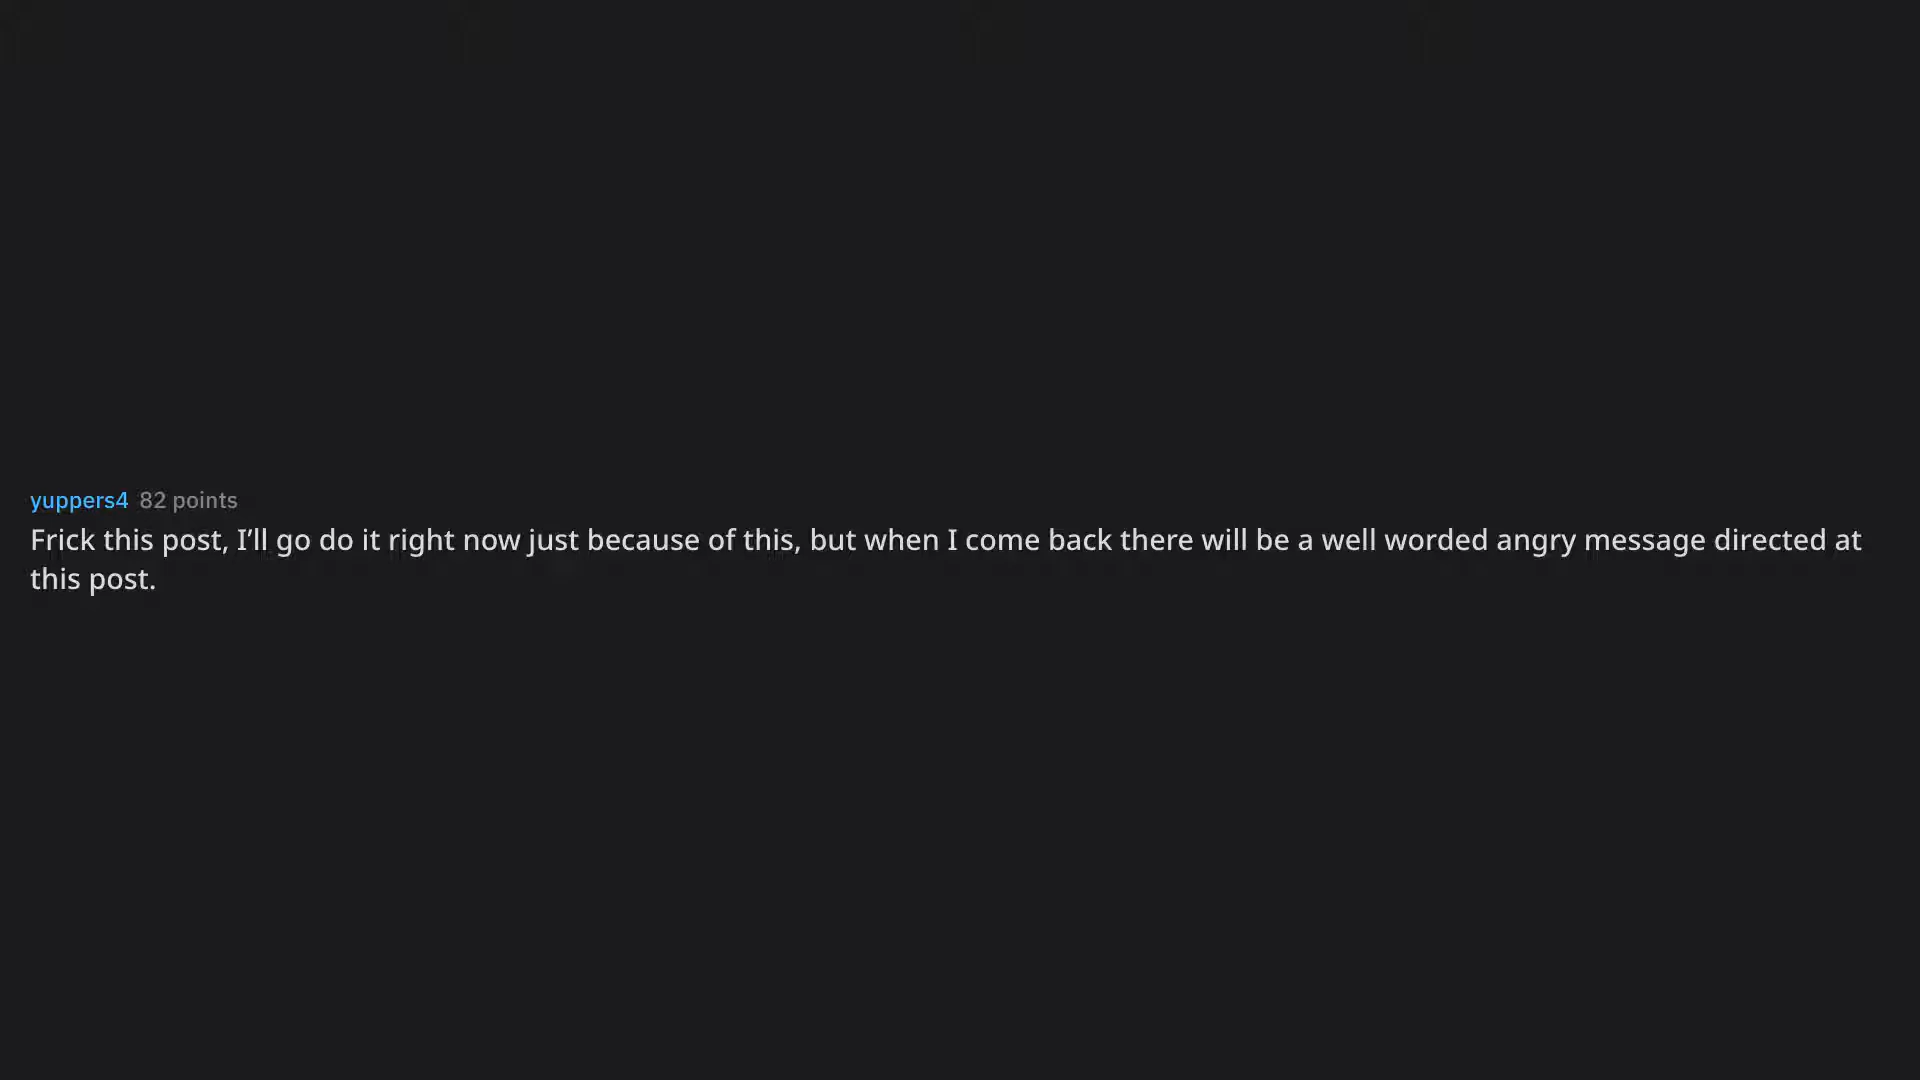 yuppers4 82 points
Frick this post, I’ll go do it right now just because of this, but when I come back there will be a well worded angry message directed at
this post.